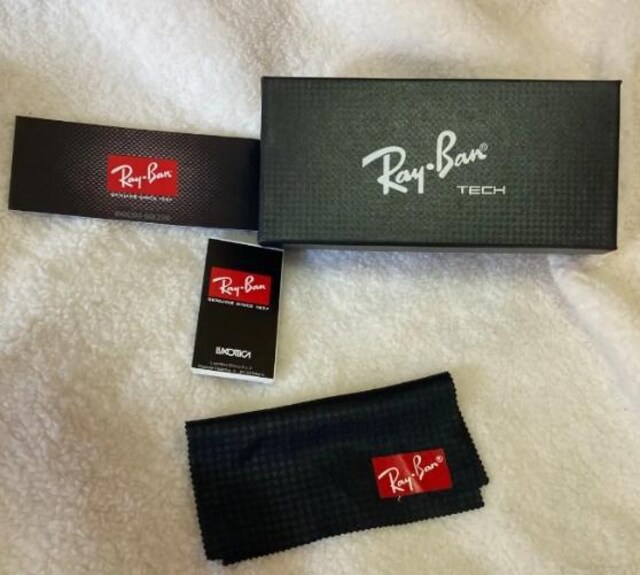 Ray-Ban
GENUINE SINCE 1937
Ray-Ban®
TECH
Ray-Ban
GENUINE SINCE 1937
LUXOTTICA
Ray-Ban®